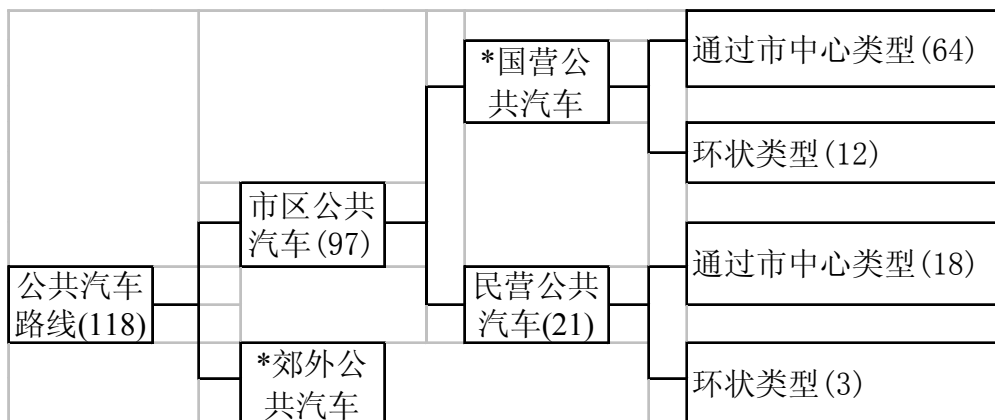 公共汽车
路线(118)
市区公共
汽车(97)
*郊外公
共汽车
*国营公
共汽车
民营公共
汽车(21)
通过市中心类型(64)
环状类型(12)
通过市中心类型(18)
环状类型(3)